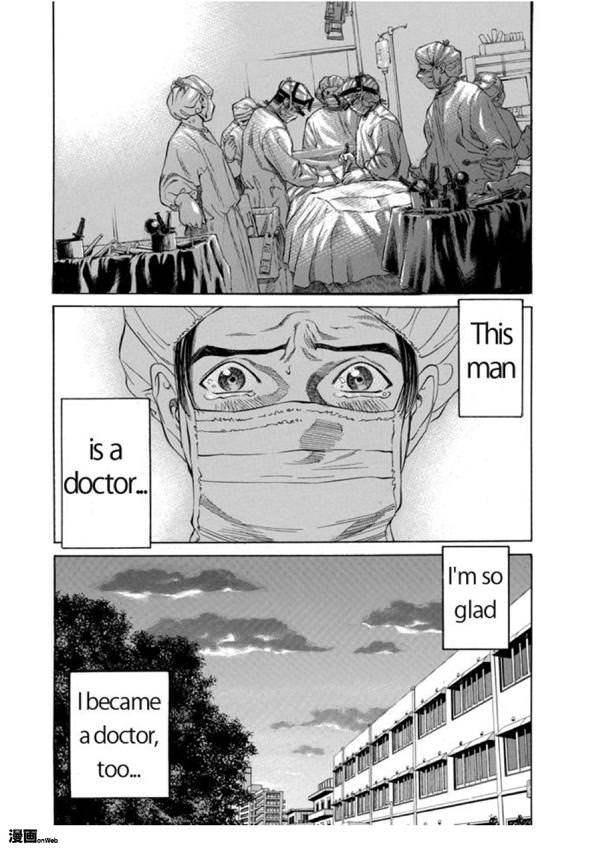 This
man
is a
doctor...
I'm so
glad
I became
a doctor,
too...
漫画onWeb